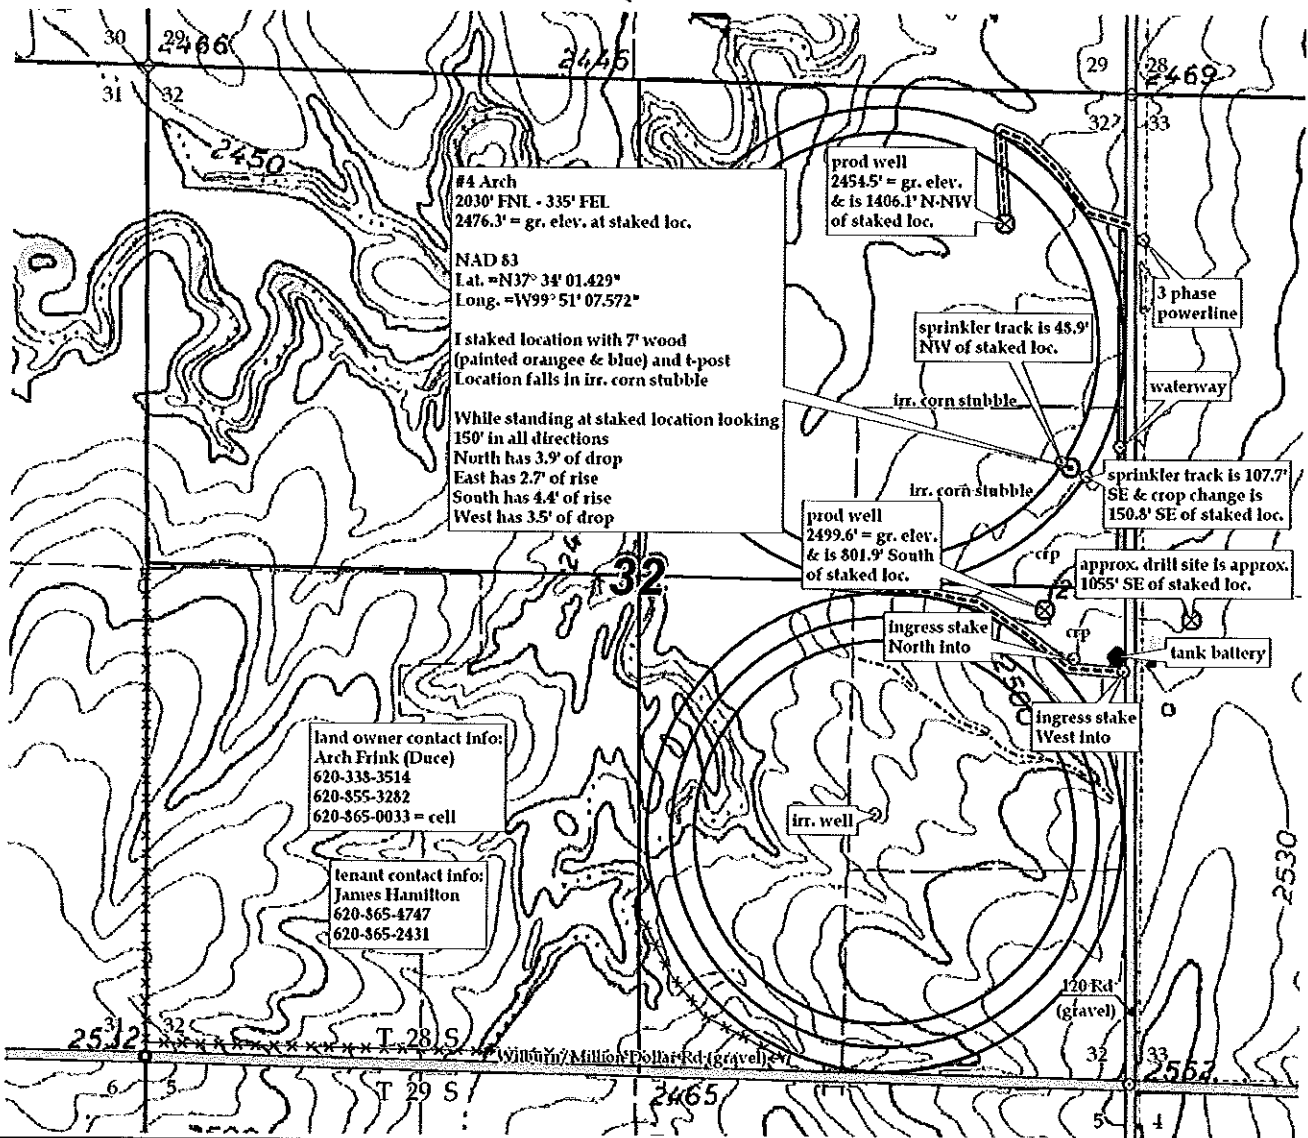 30
29
2466
2446
29
28
2469
31
32
32
33
2450
#4 Arch
2030' FNL - 335' FEL
2476.3' = gr. elev. at staked loc.
NAD 83
Lat. =N37° 34' 01.429"
Long. =W99° 51' 07.572"
I staked location with 7' wood
(painted orangee & blue) and t-post
Location falls in irr. corn stubble
While standing at staked location looking
150' in all directions
North has 3.9' of drop
East has 2.7' of rise
South has 4.4' of rise
West has 3.5' of drop
prod well
2454.5' = gr. elev.
& is 1406.1' N-NW
of staked loc.
3 phase
powerline
sprinkler track is 48.9'
NW of staked loc.
waterway
irr. corn stubble
sprinkler track is 107.7'
SE & crop change is
150.8' SE of staked loc.
irr. corn stubble
prod well
2499.6' = gr. elev.
& is 801.9' South
of staked loc.
crp
approx. drill site is approx.
1055' SE of staked loc.
32
ingress stake
North into
crp
tank battery
ingress stake
West into
land owner contact info:
Arch Frink (Duce)
620-338-3514
620-855-3282
620-865-0033 = cell
irr. well
tenant contact info:
James Hamilton
620-865-4747
620-865-2431
2530
120 Rd
(gravel)
31
32
2532
T 28 S
Wilburn/Million Dollar Rd (gravel)
32
33
2562
6
5
T 29 S
2465
5
4